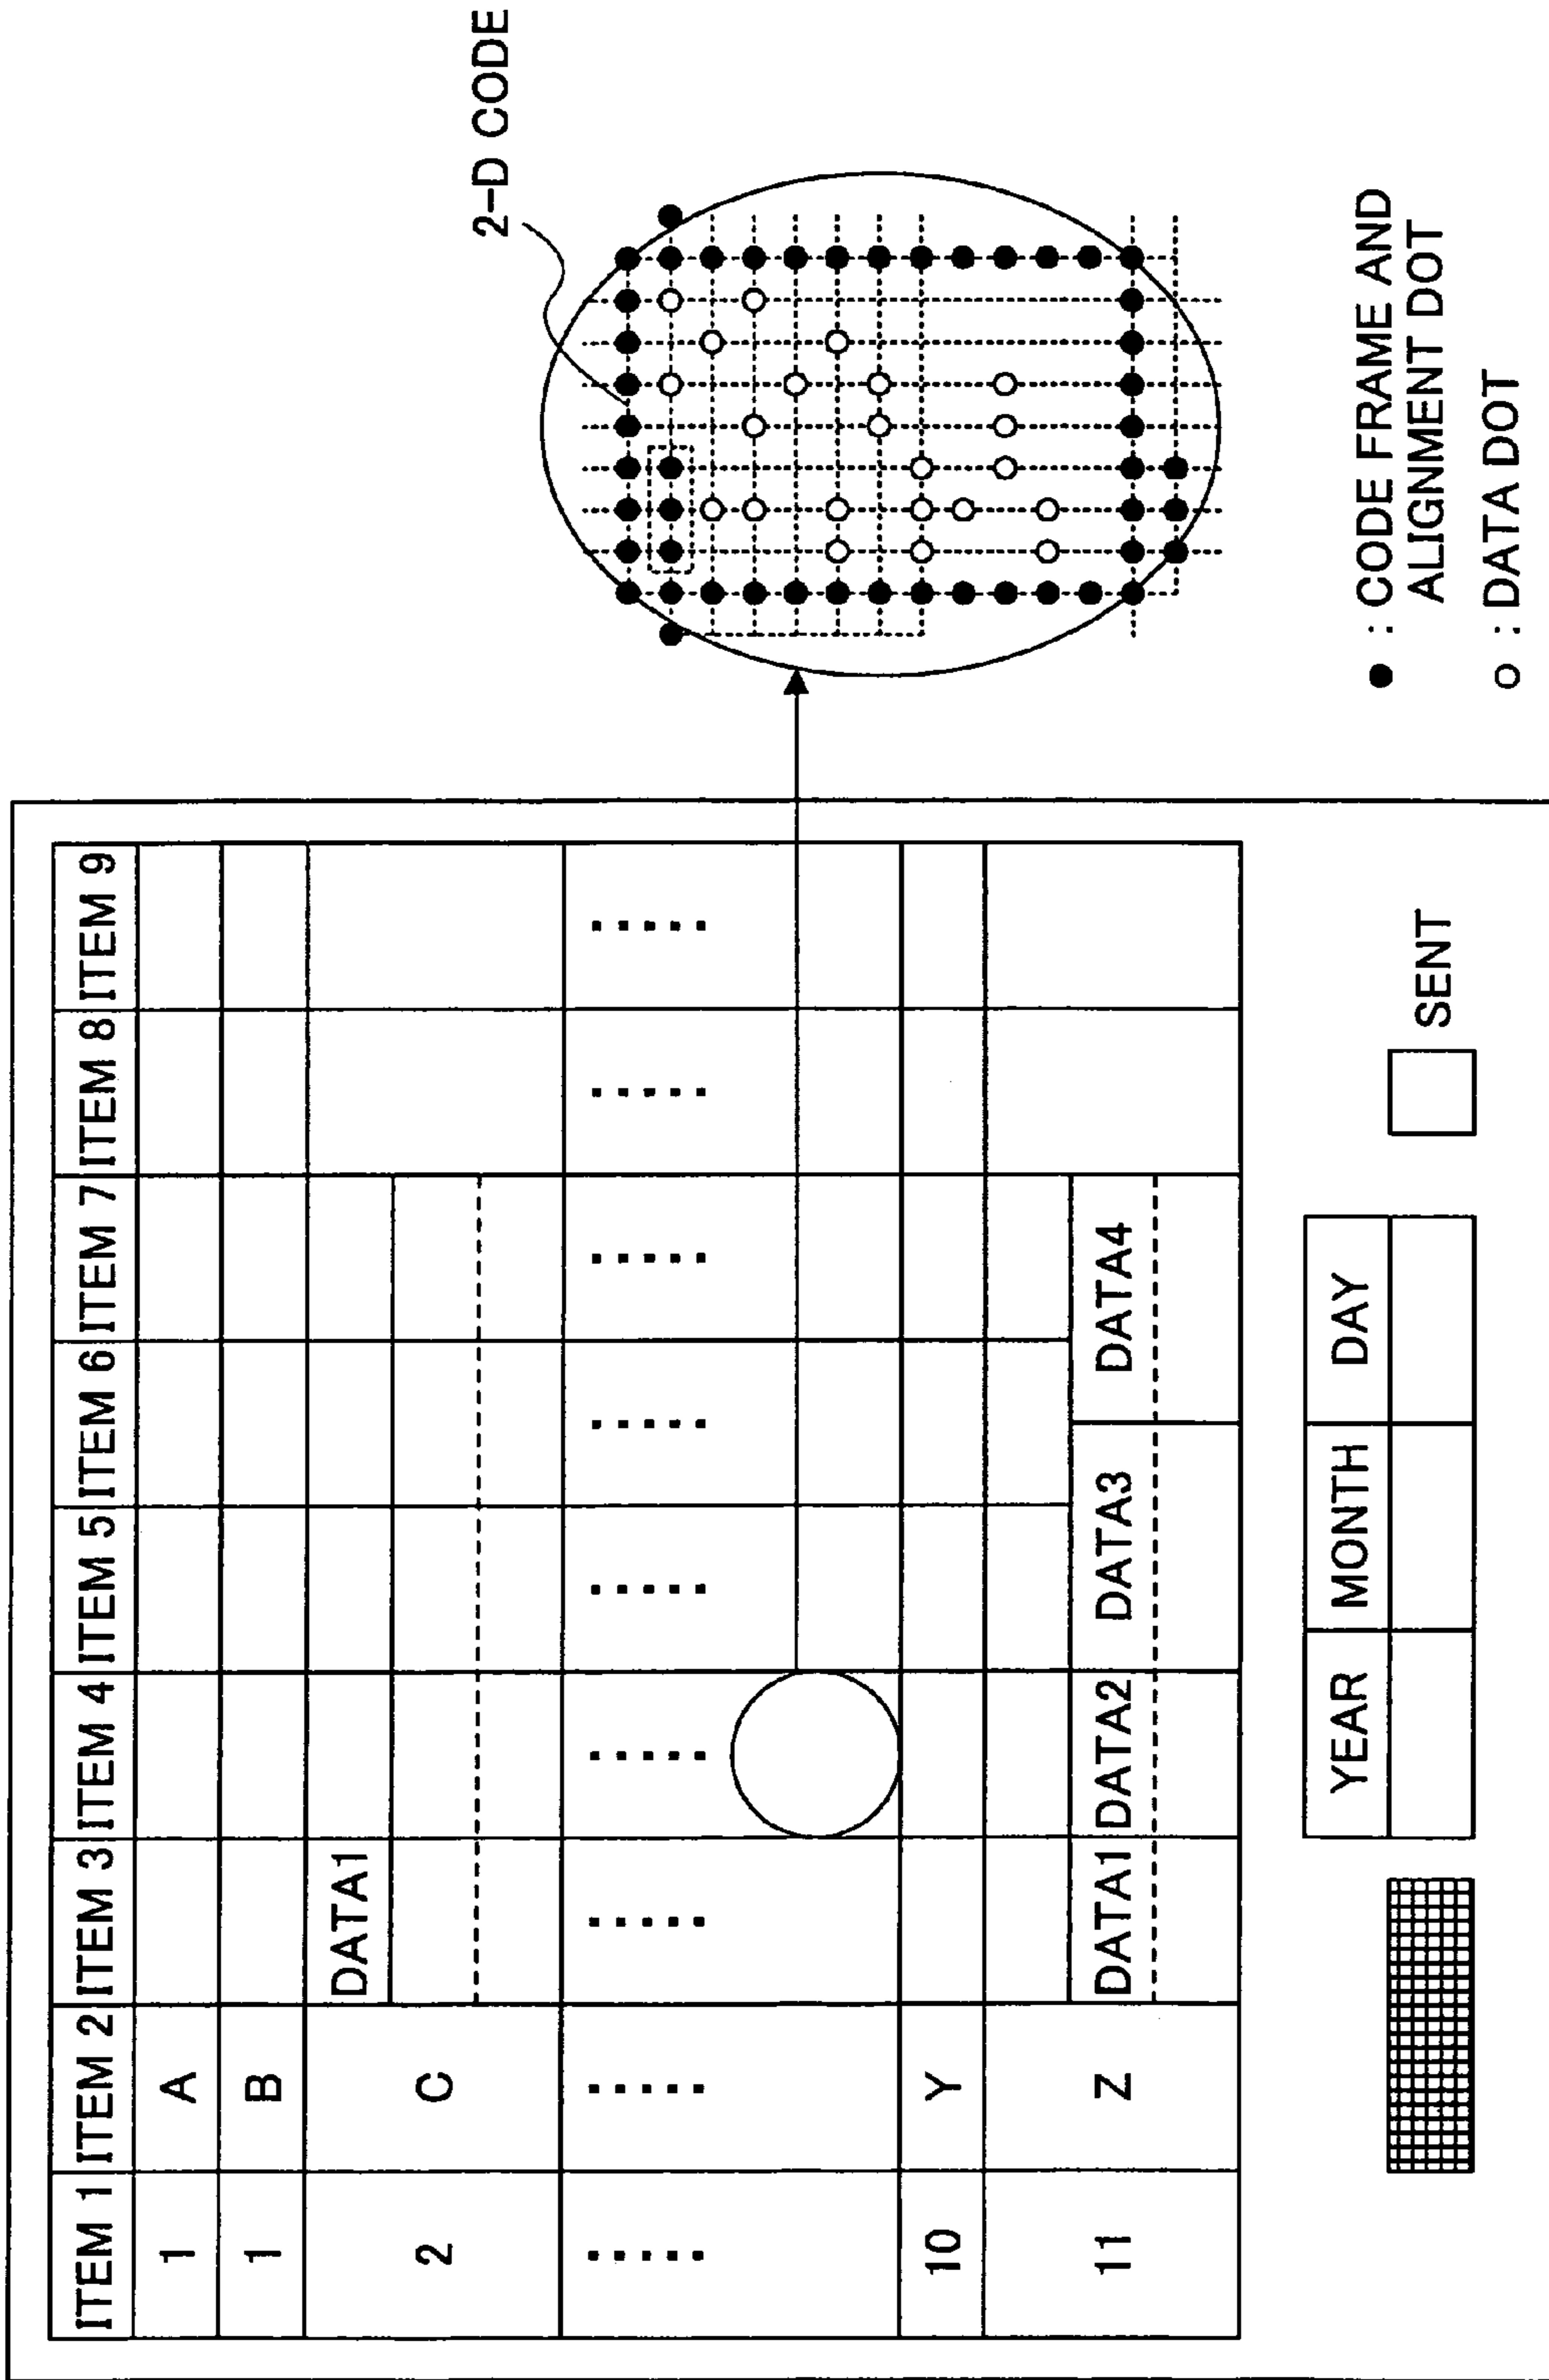 ITEM 1 ITEM 2 ITEM 3 ITEM 4 ITEM 5 ITEM 6 ITEM 7 ITEM 8 ITEM 9
1 A
1 B
2 C DATA1
10 Y
11 Z DATA1 DATA2 DATA3 DATA4
YEAR MONTH DAY
SENT
2-D CODE
● : CODE FRAME AND
ALIGNMENT DOT
○ : DATA DOT